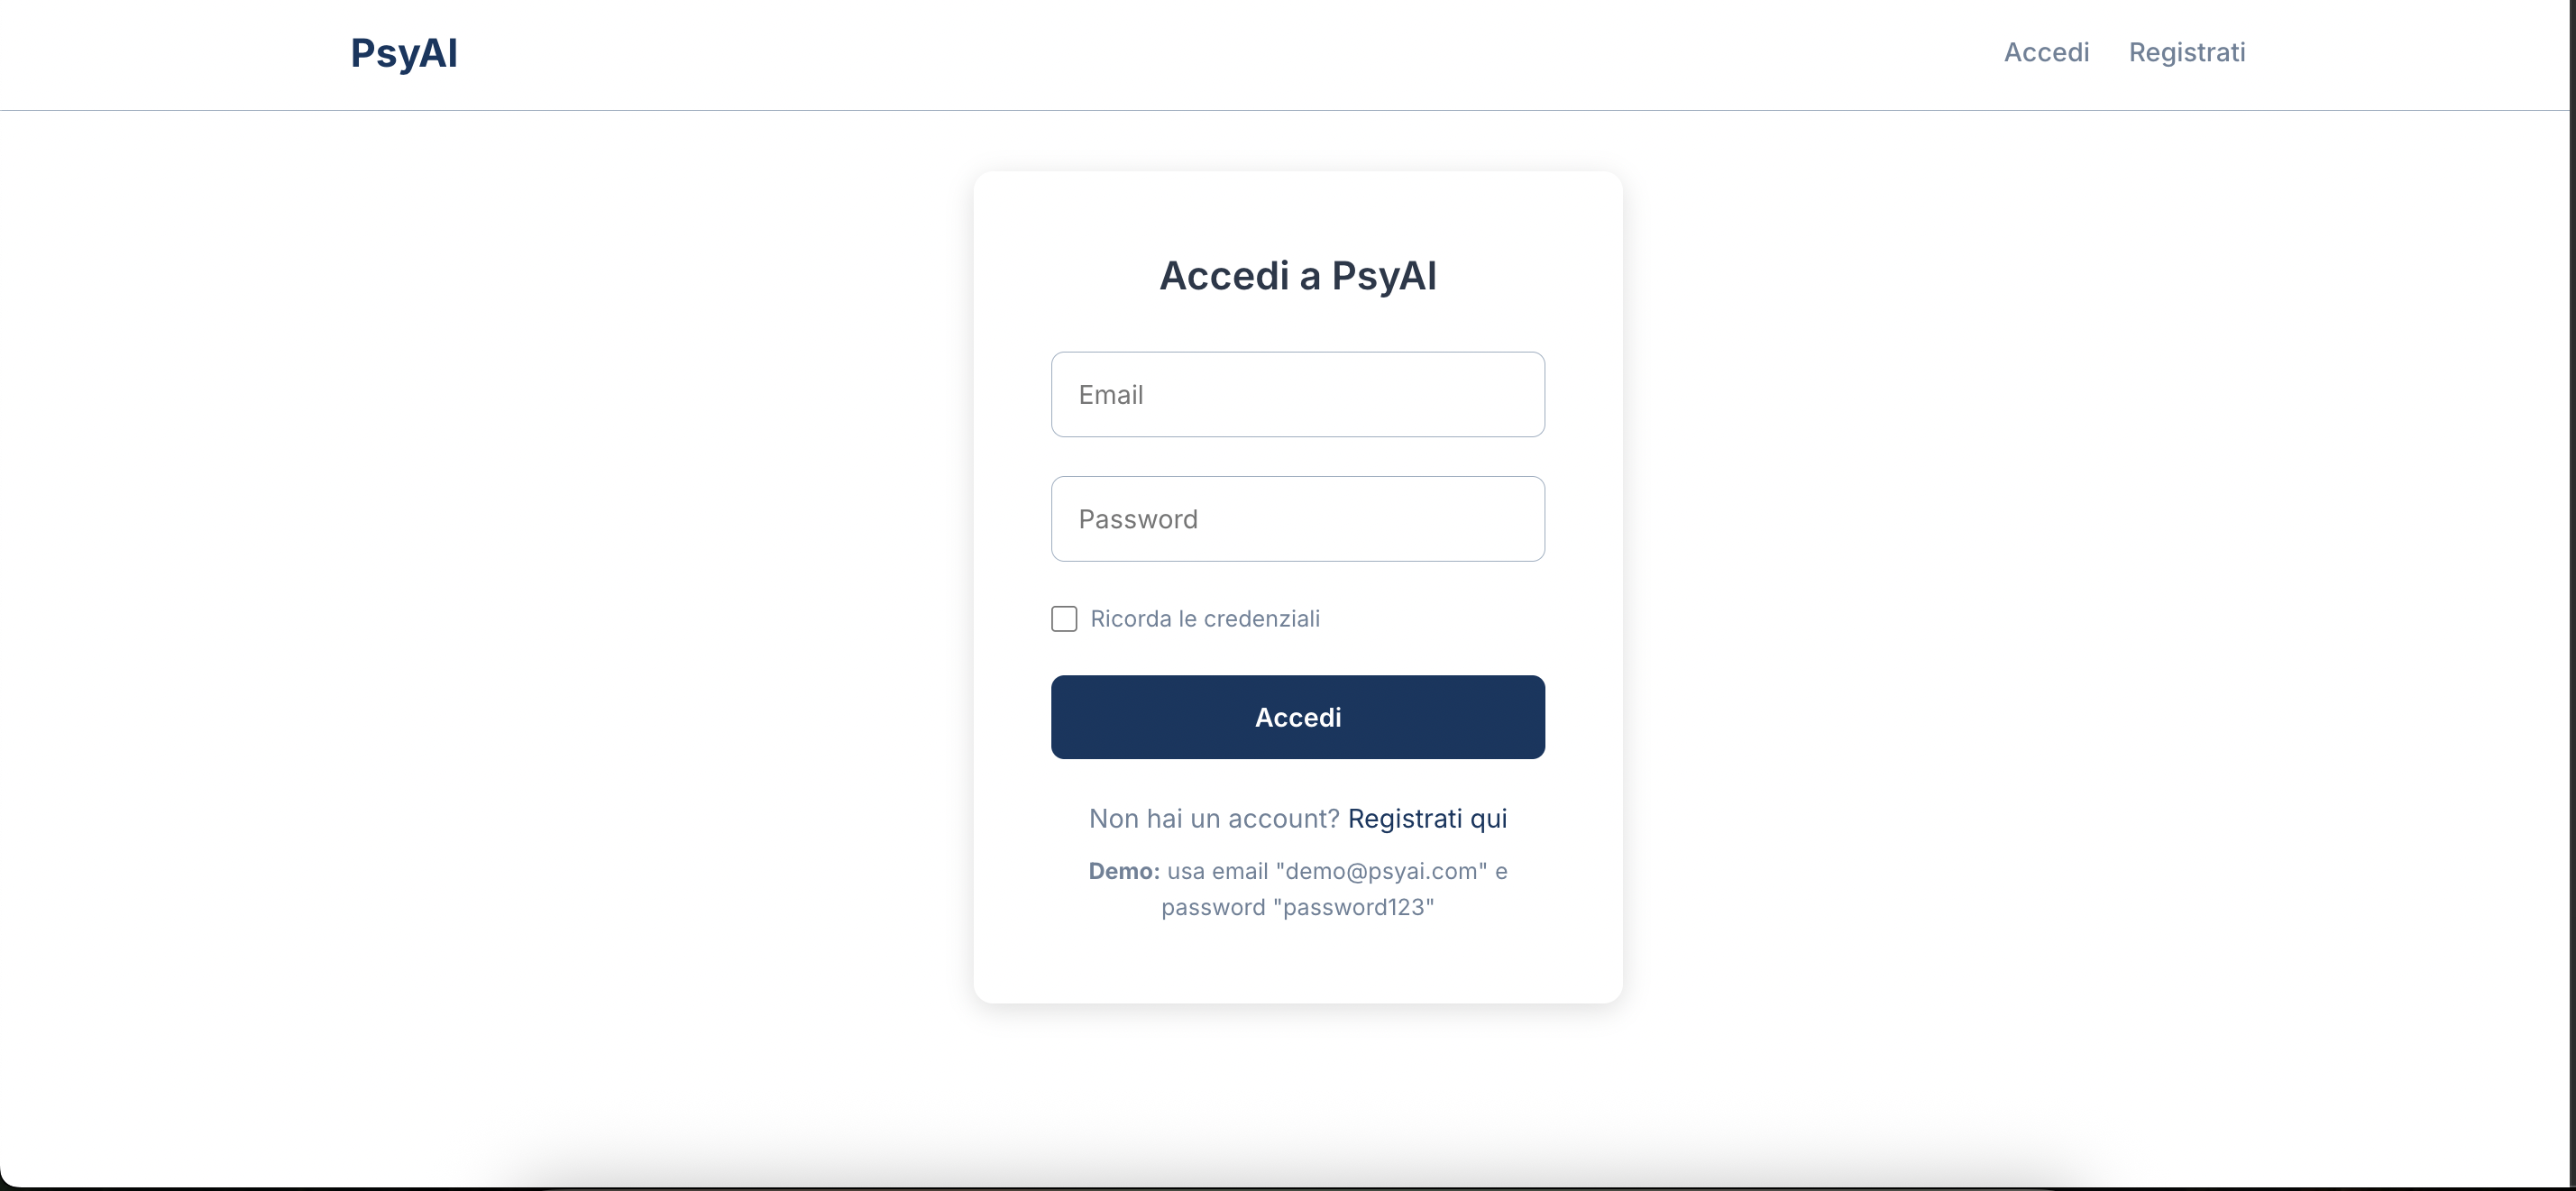 PsyAI
Accedi
Registrati
Accedi a PsyAI
Email
Password
Ricorda le credenziali
Accedi
Non hai un account? Registrati qui
Demo: usa email "demo@psyai.com" e
password "password123"